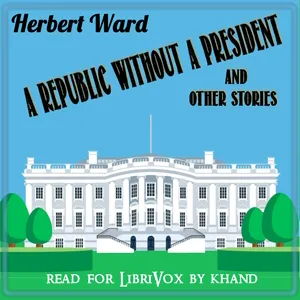 Herbert Ward
A REPUBLIC WITHOUT A PRESIDENT
AND
OTHER STORIES
READ FOR LIBRIVOX BY KHAND